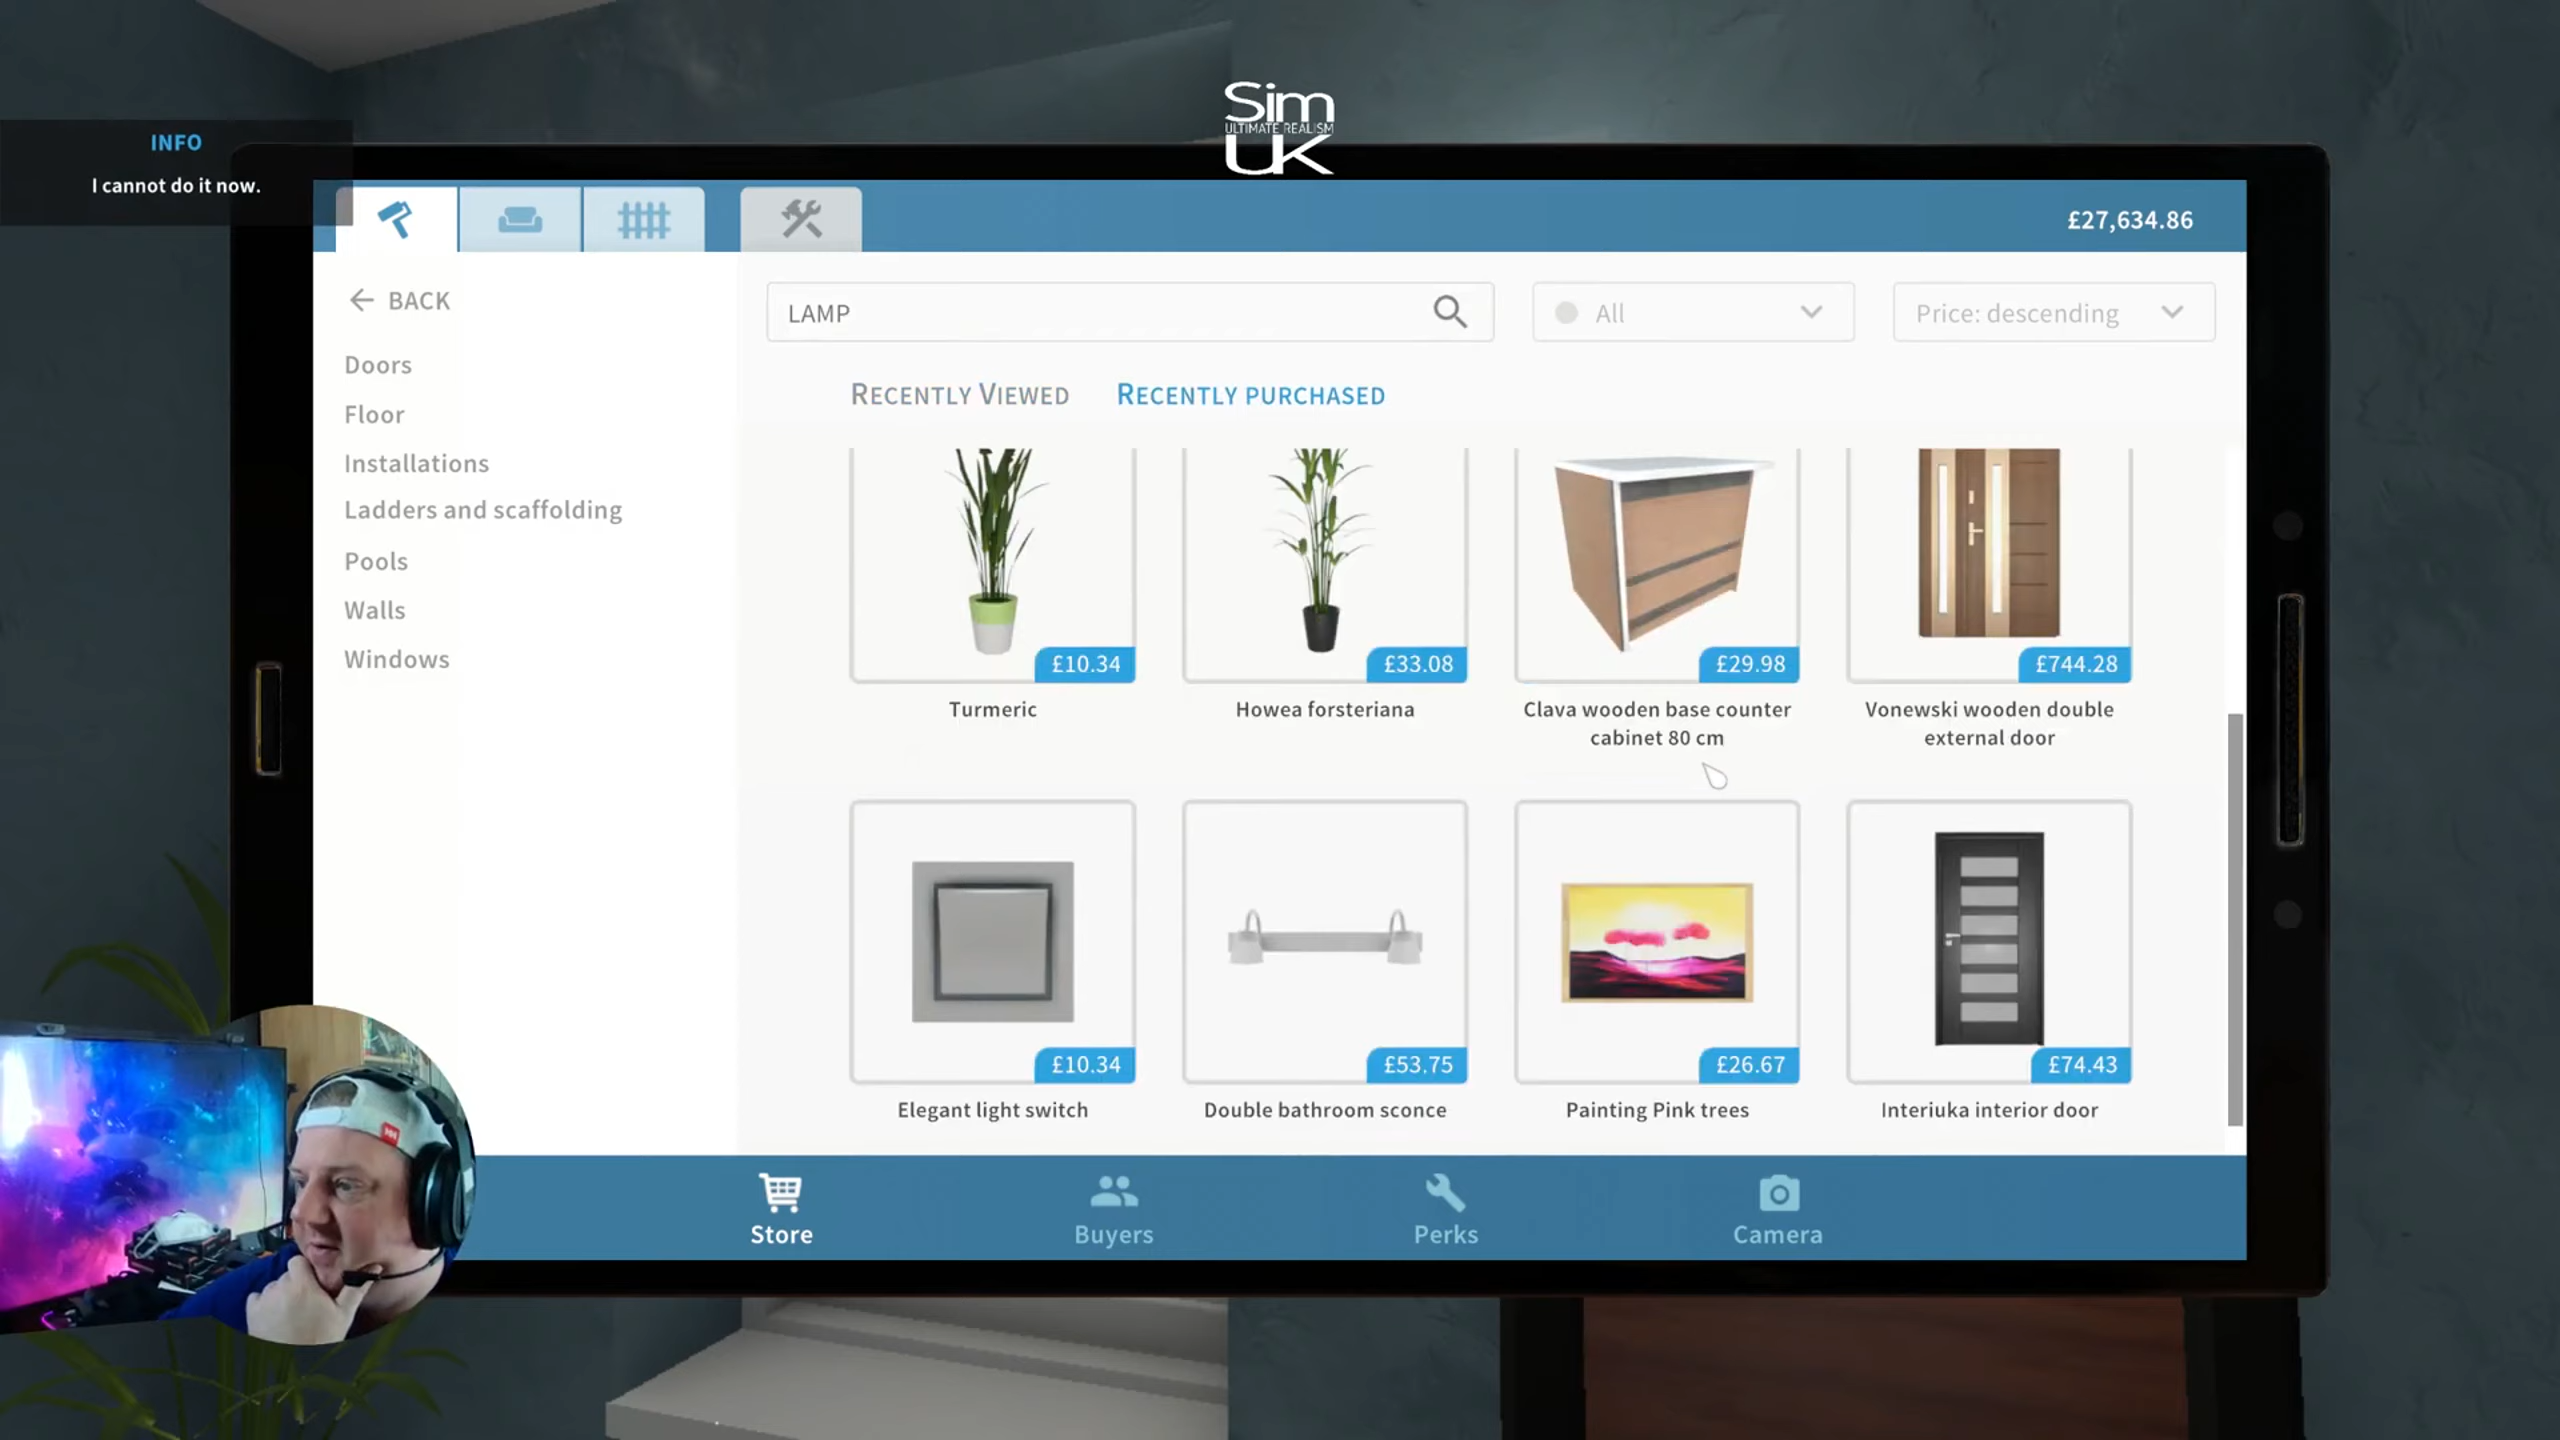 Sim
ULTIMATE REALISM
UK
INFO
I cannot do it now.
£27,634.86
BACK
LAMP
All
Price: descending
Doors
Floor
Installations
Ladders and scaffolding
Pools
Walls
Windows
RECENTLY VIEWED
RECENTLY PURCHASED
£10.34
£33.08
£29.98
£744.28
Turmeric
Howea forsteriana
Clava wooden base counter
cabinet 80 cm
Vonewski wooden double
external door
£10.34
£53.75
£26.67
£74.43
Elegant light switch
Double bathroom sconce
Painting Pink trees
Interiuka interior door
Store
Buyers
Perks
Camera